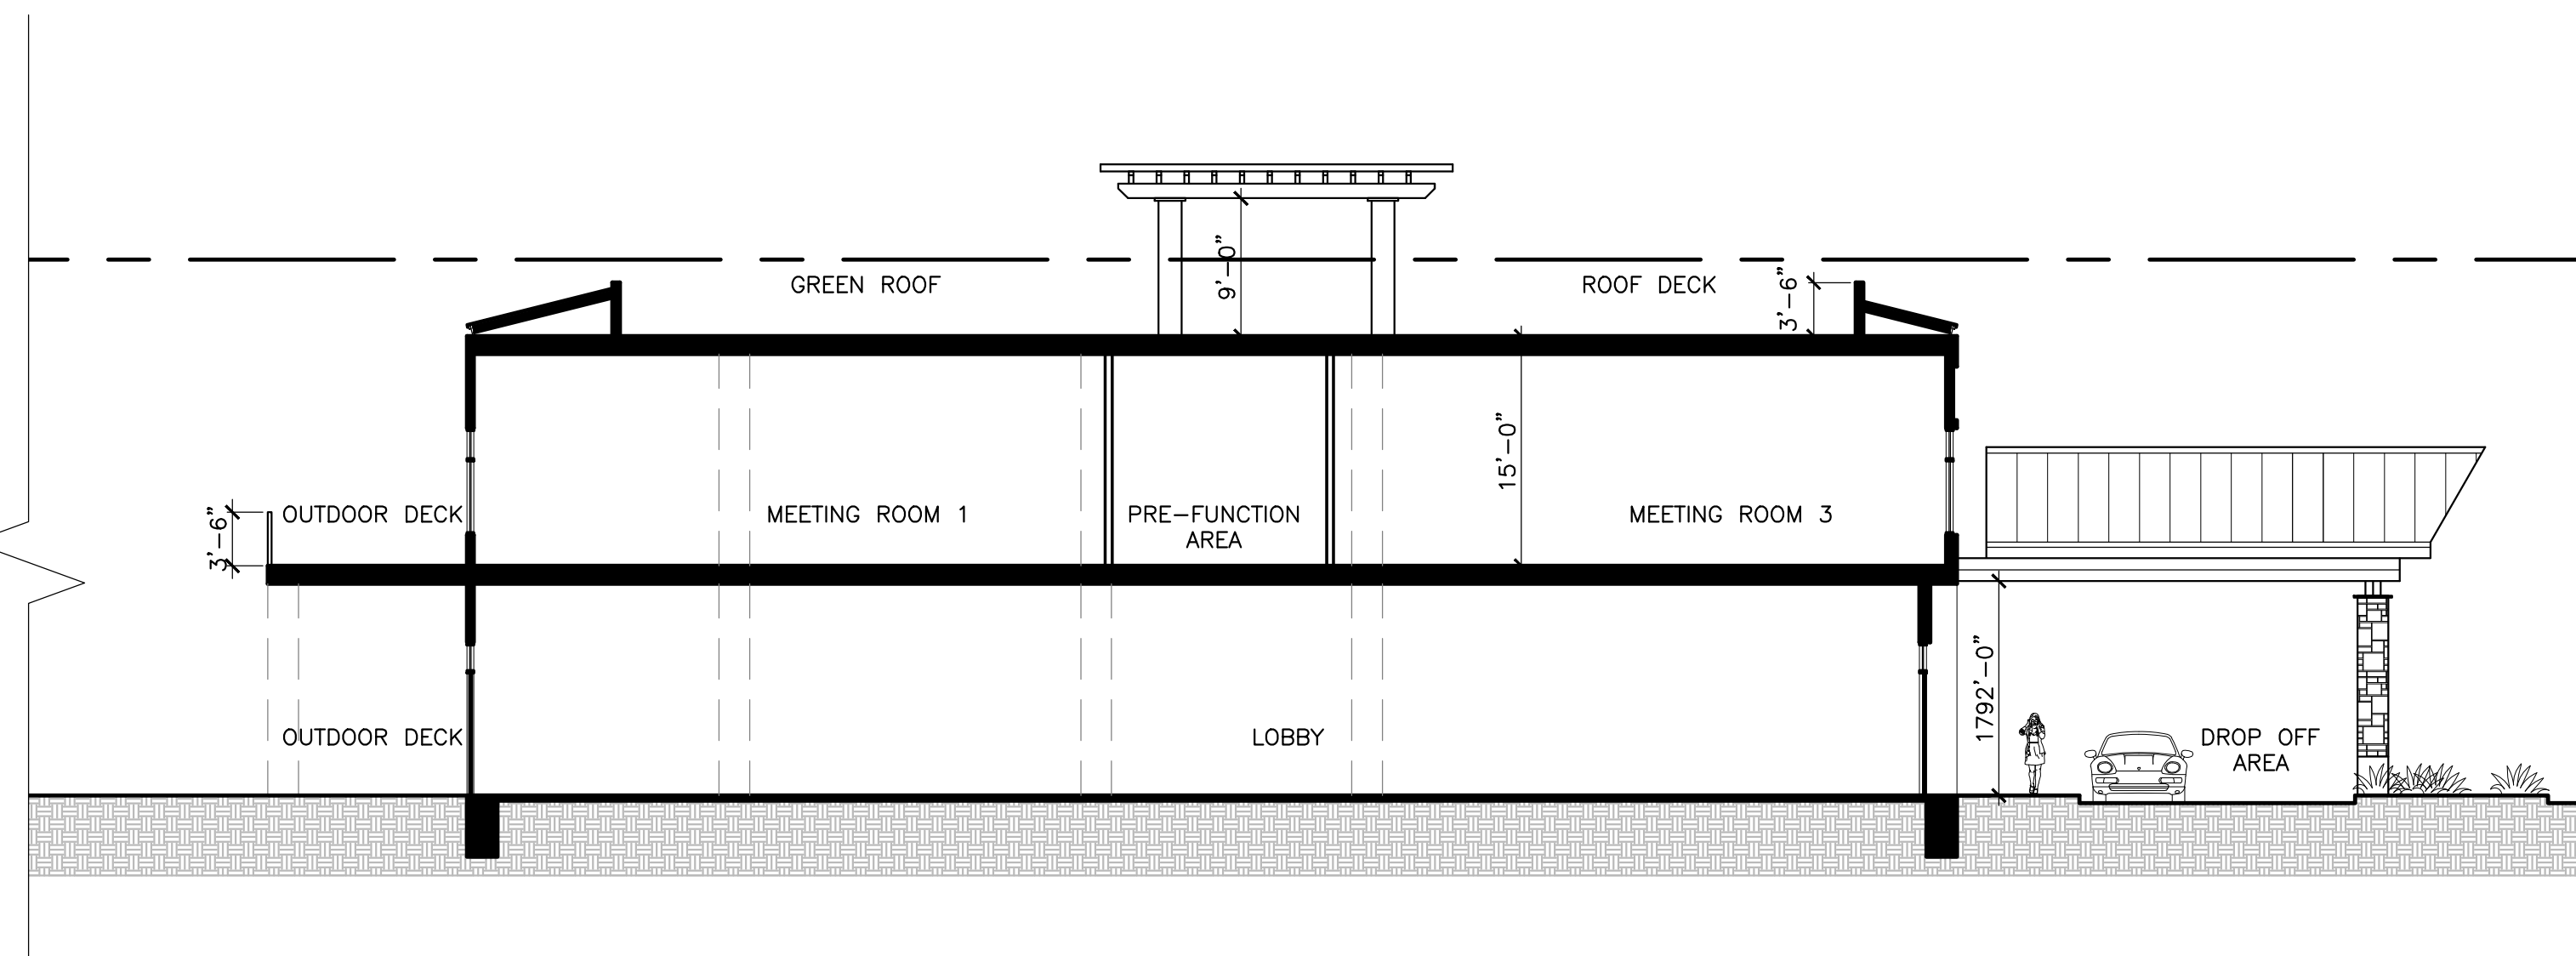 9'-0"
GREEN ROOF
ROOF DECK
3'-6"
15'-0"
3'-6"
OUTDOOR DECK
MEETING ROOM 1
PRE-FUNCTION
AREA
MEETING ROOM 3
1792'-0"
OUTDOOR DECK
LOBBY
DROP OFF
AREA